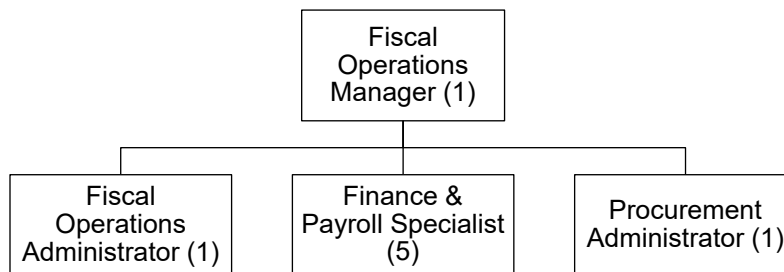 Fiscal
Operations
Manager (1)
Fiscal
Operations
Administrator (1)
Finance &
Payroll Specialist
(5)
Procurement
Administrator (1)